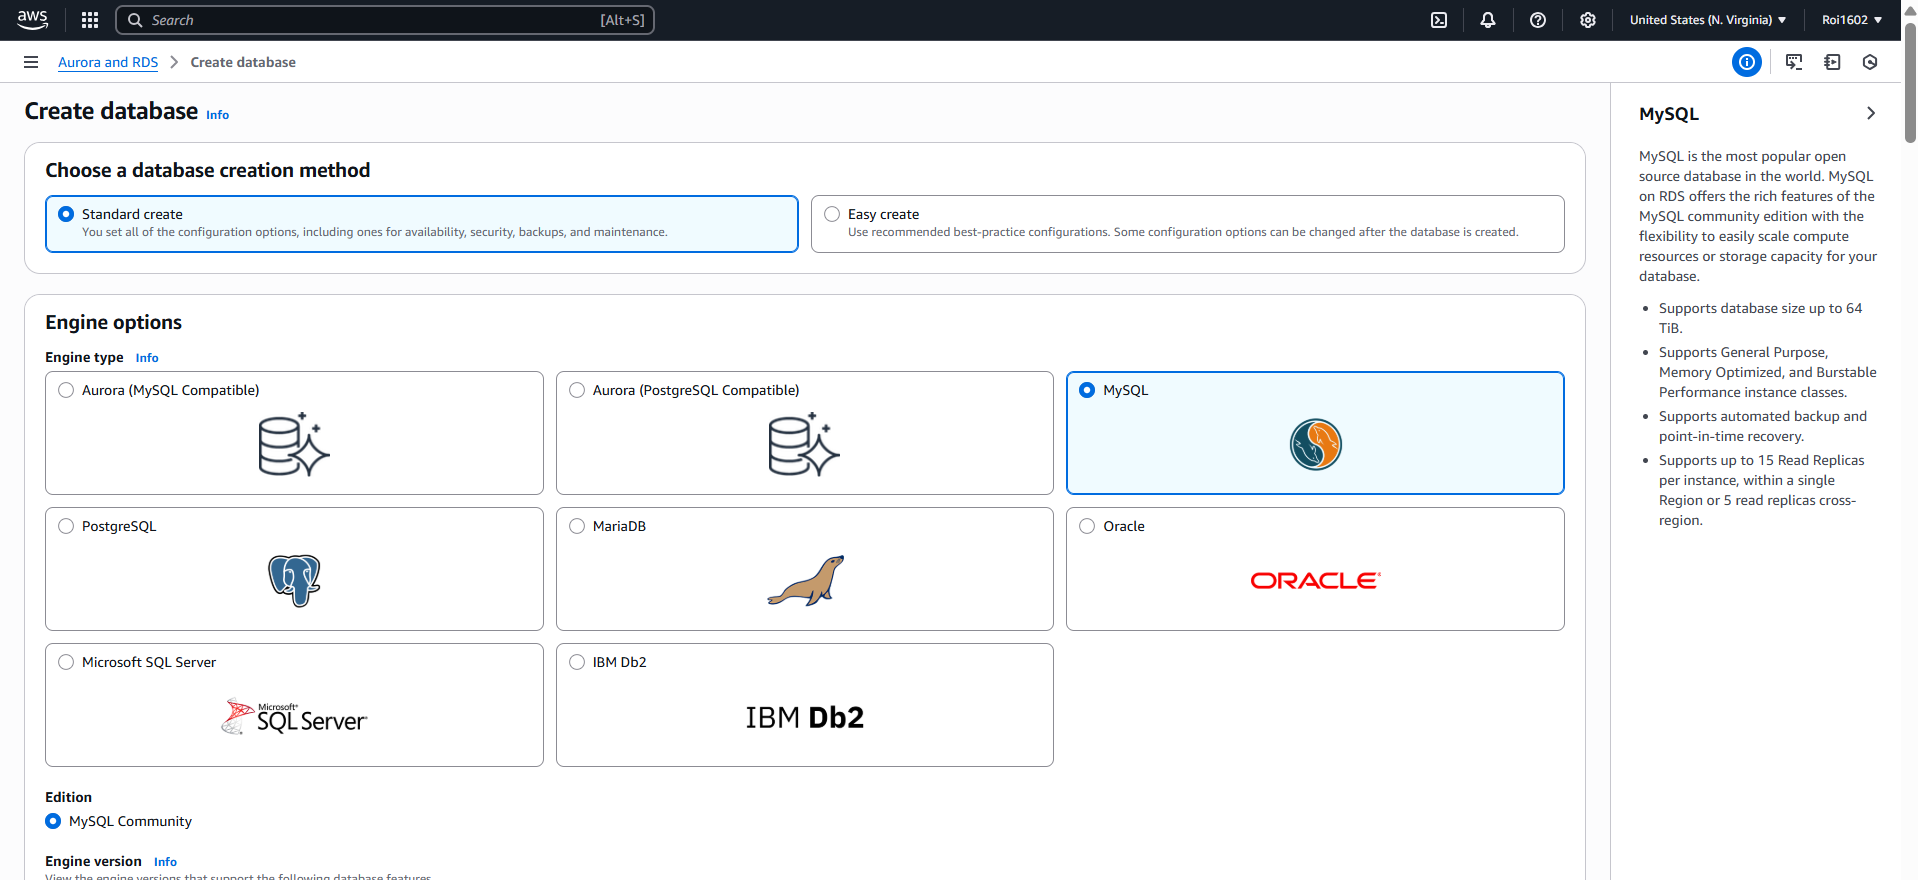 aws
Search
[Alt+S]
United States (N. Virginia)
Roi1602
Aurora and RDS
Create database
Create database Info
Choose a database creation method
Standard create
You set all of the configuration options, including ones for availability, security, backups, and maintenance.
Easy create
Use recommended best-practice configurations. Some configuration options can be changed after the database is created.
Engine options
Engine type Info
Aurora (MySQL Compatible)
Aurora (PostgreSQL Compatible)
MySQL
PostgreSQL
MariaDB
Oracle
ORACLE
Microsoft SQL Server
Microsoft®
SQL Server
IBM Db2
IBM Db2
Edition
MySQL Community
Engine version Info
View the engine versions that support the following database features.
MySQL
MySQL is the most popular open
source database in the world. MySQL
on RDS offers the rich features of the
MySQL community edition with the
flexibility to easily scale compute
resources or storage capacity for your
database.
• Supports database size up to 64
TiB.
• Supports General Purpose,
Memory Optimized, and Burstable
Performance instance classes.
• Supports automated backup and
point-in-time recovery.
• Supports up to 15 Read Replicas
per instance, within a single
Region or 5 read replicas cross-
region.